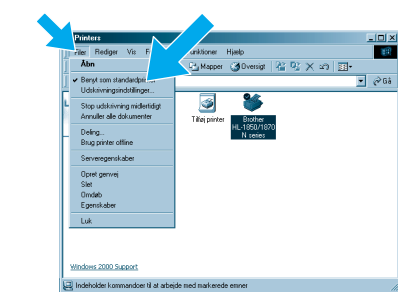 Printers
Filer Rediger Vis Funktioner Hjælp
Mapper Oversigt
Gå
Åbn
Benyt som
Udskrivningsindstillinger...
Stop udskrivning midlertidigt
Annuller alle dokumenter
Deling...
Brug printer offline
Serveregenskaber
Opret genvej
Slet
Omdøb
Egenskaber
Luk
Tilføj printer
Brother
HL-1850/1870
N series
Windows 2000 Support
Indeholder kommandoer til at arbejde med markerede emner